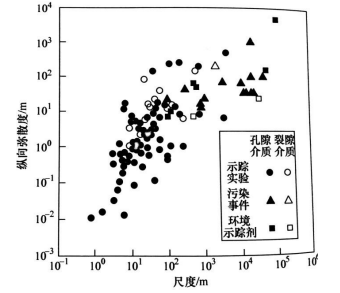 10⁴
10³
10²
10¹
10⁰
10⁻¹
10⁻²
10⁻³
纵向弥散度/m
10⁻¹
10⁰
10¹
10²
10³
10⁴
10⁵
10⁶
尺度/m
孔隙 裂隙
介质 介质
示踪
实验
污染
事件
环境
示踪剂